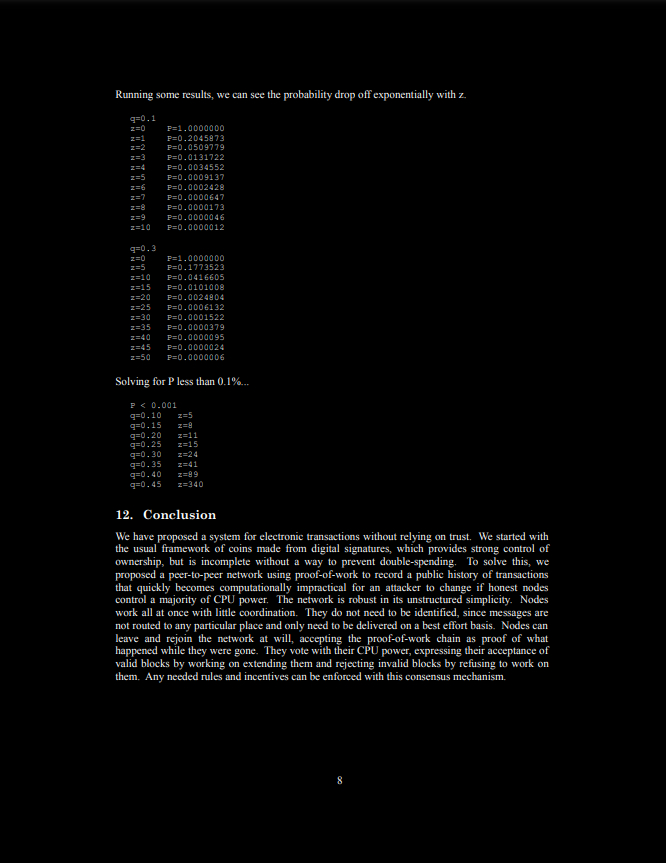 Running some results, we can see the probability drop off exponentially with z.
q=0.1
z=0 P=1.0000000
z=1 P=0.2045873
z=2 P=0.0509779
z=3 P=0.0131722
z=4 P=0.0034552
z=5 P=0.0009137
z=6 P=0.0002428
z=7 P=0.0000647
z=8 P=0.0000173
z=9 P=0.0000046
z=10 P=0.0000012
q=0.3
z=0 P=1.0000000
z=5 P=0.1773523
z=10 P=0.0416605
z=15 P=0.0101008
z=20 P=0.0024804
z=25 P=0.0006132
z=30 P=0.0001522
z=35 P=0.0000379
z=40 P=0.0000095
z=45 P=0.0000024
z=50 P=0.0000006
Solving for P less than 0.1%...
P < 0.001
q=0.10 z=5
q=0.15 z=8
q=0.20 z=11
q=0.25 z=15
q=0.30 z=24
q=0.35 z=41
q=0.40 z=89
q=0.45 z=340
12. Conclusion
We have proposed a system for electronic transactions without relying on trust. We started with
the usual framework of coins made from digital signatures, which provides strong control of
ownership, but is incomplete without a way to prevent double-spending. To solve this, we
proposed a peer-to-peer network using proof-of-work to record a public history of transactions
that quickly becomes computationally impractical for an attacker to change if honest nodes
control a majority of CPU power. The network is robust in its unstructured simplicity. Nodes
work all at once with little coordination. They do not need to be identified, since messages are
not routed to any particular place and only need to be delivered on a best effort basis. Nodes can
leave and rejoin the network at will, accepting the proof-of-work chain as proof of what
happened while they were gone. They vote with their CPU power, expressing their acceptance of
valid blocks by working on extending them and rejecting invalid blocks by refusing to work on
them. Any needed rules and incentives can be enforced with this consensus mechanism.
8